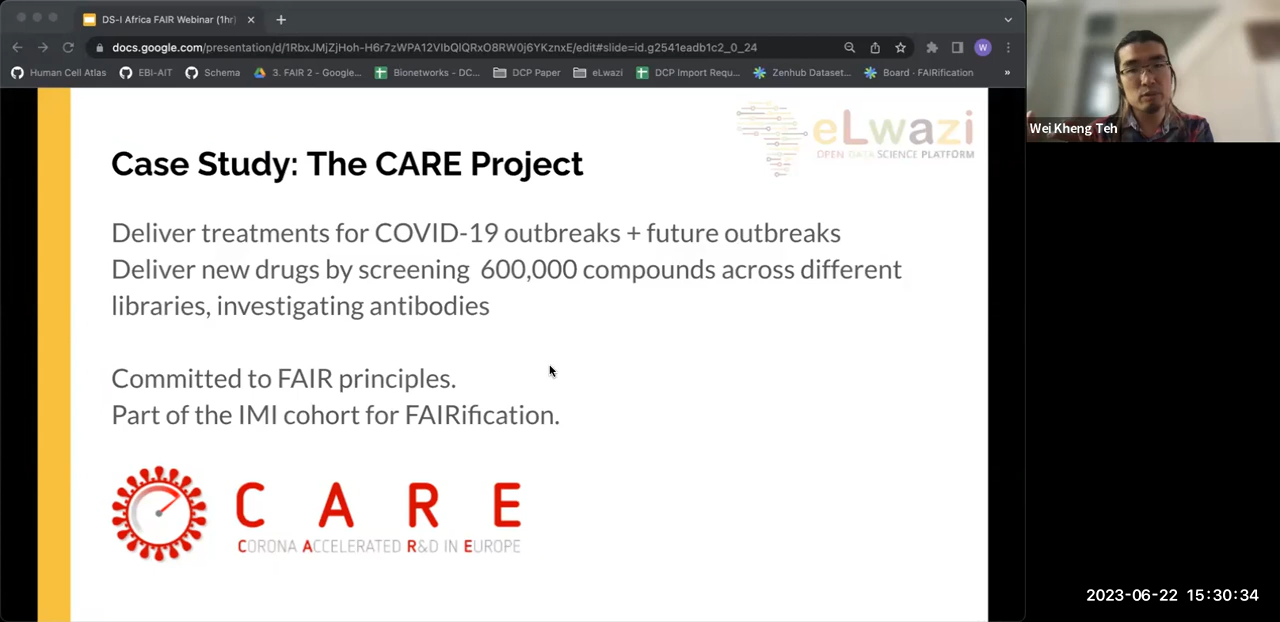 DS-I Africa FAIR Webinar (1hr)
docs.google.com/presentation/d/1RbxJMjZjHoh-H6r7zWPA12VIbQlQRxO8RW0j6YKznxE/edit#slide=id.g2541eadb1c2_0_24
W
Human Cell Atlas
EBI-AIT
Schema
3. FAIR 2 - Google...
Bionetworks - DC...
DCP Paper
eLwazi
DCP Import Requ...
Zenhub Dataset...
Board · FAIRification
»
eLwazi
OPEN DATA SCIENCE PLATFORM
Wei Kheng Teh
Case Study: The CARE Project
Deliver treatments for COVID-19 outbreaks + future outbreaks
Deliver new drugs by screening 600,000 compounds across different
libraries, investigating antibodies
Committed to FAIR principles.
Part of the IMI cohort for FAIRification.
C A R E
CORONA ACCELERATED R&D IN EUROPE
2023-06-22 15:30:34